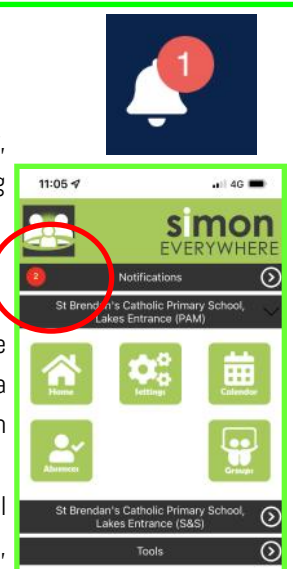 1
,
g
11:05
4G
simon
EVERYWHERE
2 Notifications
St Brendan's Catholic Primary School,
Lakes Entrance (PAM)
e
a
n
Home Settings Calendar
Absences Groups
l
St Brendan's Catholic Primary School,
Lakes Entrance (S&S)
,
Tools